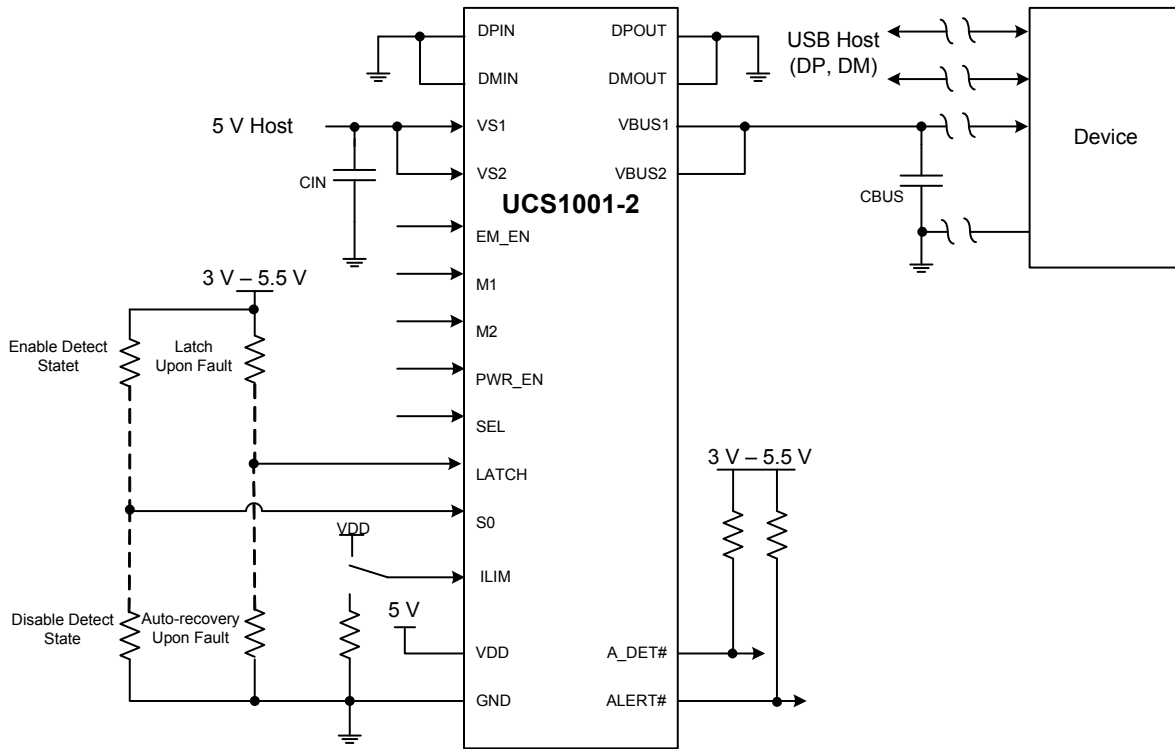 DPIN
DMIN
VS1
VS2
EM_EN
M1
M2
PWR_EN
SEL
LATCH
S0
ILIM
VDD
GND
DPOUT
DMOUT
VBUS1
VBUS2
UCS1001-2
A_DET#
ALERT#
5 V Host
CIN
3 V – 5.5 V
Enable Detect
Statet
Latch
Upon Fault
Disable Detect
State
Auto-recovery
Upon Fault
VDD
5 V
USB Host
(DP, DM)
CBUS
Device
3 V – 5.5 V